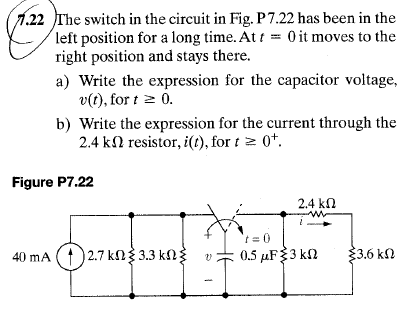 7.22 The switch in the circuit in Fig. P7.22 has been in the
left position for a long time. At t = 0 it moves to the
right position and stays there.
a) Write the expression for the capacitor voltage,
v(t), for t ≥ 0.
b) Write the expression for the current through the
2.4 kΩ resistor, i(t), for t ≥ 0⁺.
Figure P7.22
2.4 kΩ
i
+
t = 0
40 mA
2.7 kΩ
3.3 kΩ
v
0.5 μF
3 kΩ
3.6 kΩ
-